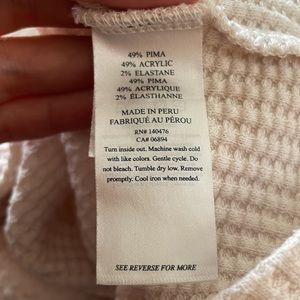 49% PIMA
49% ACRYLIC
2% ELASTANE
49% PIMA
49% ACRYLIQUE
2% ÉLASTHANNE
MADE IN PERU
FABRIQUÉ AU PÉROU
RN# 140476
CA# 06894
Turn inside out. Machine wash cold
with like colors. Gentle cycle. Do
not bleach. Tumble dry low. Remove
promptly. Cool iron when needed.
SEE REVERSE FOR MORE